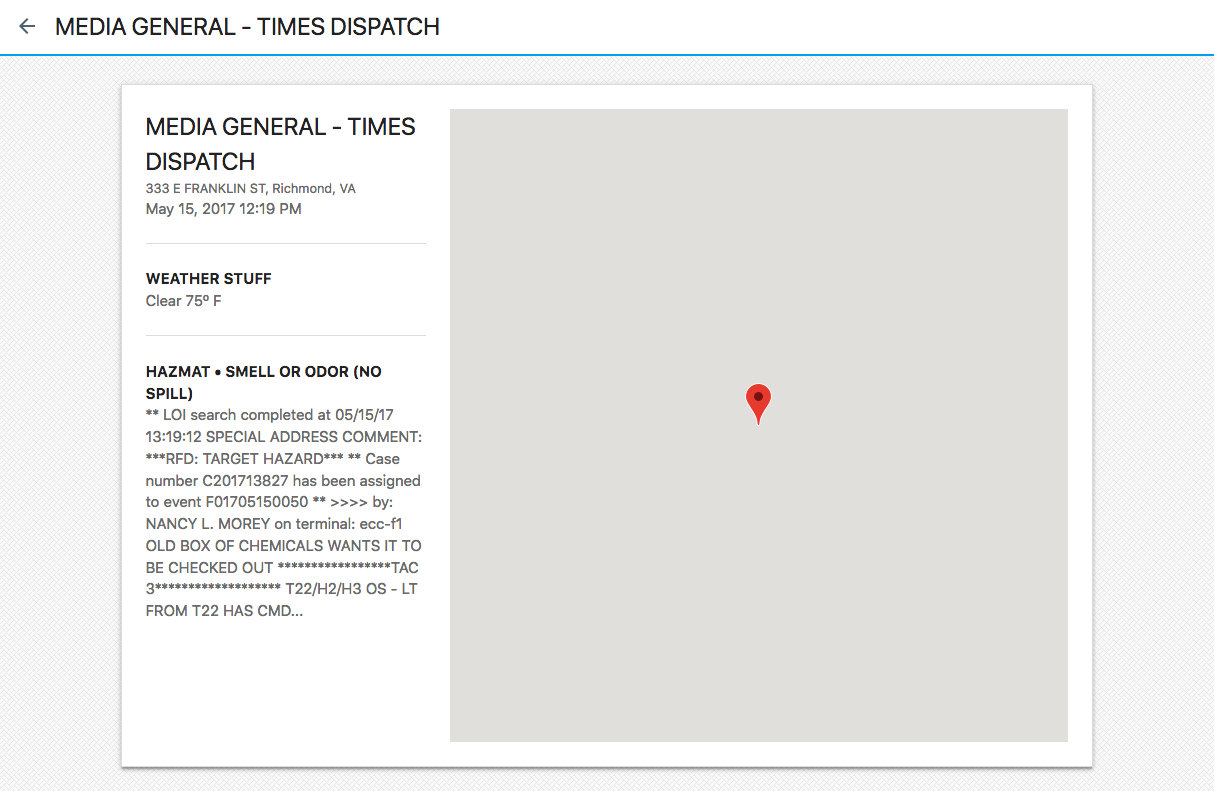 MEDIA GENERAL - TIMES DISPATCH
MEDIA GENERAL - TIMES
DISPATCH
333 E FRANKLIN ST, Richmond, VA
May 15, 2017 12:19 PM
WEATHER STUFF
Clear 75º F
HAZMAT • SMELL OR ODOR (NO
SPILL)
** LOI search completed at 05/15/17
13:19:12 SPECIAL ADDRESS COMMENT:
***RFD: TARGET HAZARD*** ** Case
number C201713827 has been assigned
to event F01705150050 ** >>>> by:
NANCY L. MOREY on terminal: ecc-f1
OLD BOX OF CHEMICALS WANTS IT TO
BE CHECKED OUT *****************TAC
3******************* T22/H2/H3 OS - LT
FROM T22 HAS CMD...